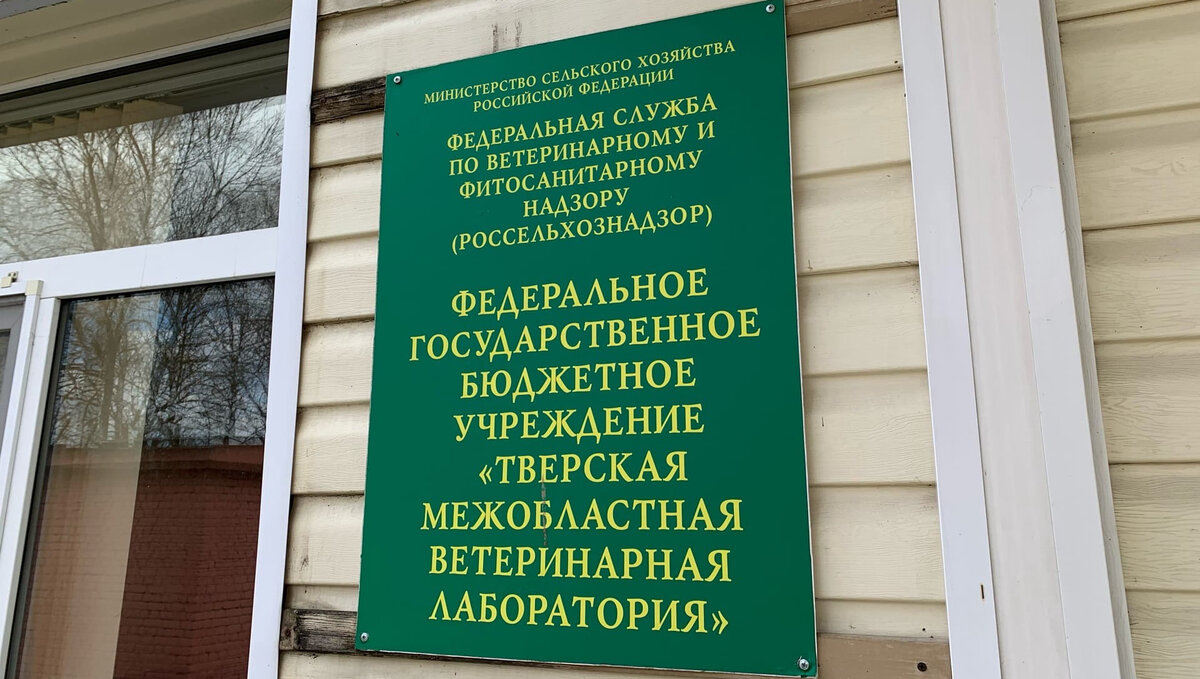 МИНИСТЕРСТВО СЕЛЬСКОГО ХОЗЯЙСТВА
РОССИЙСКОЙ ФЕДЕРАЦИИ
ФЕДЕРАЛЬНАЯ СЛУЖБА
ПО ВЕТЕРИНАРНОМУ И
ФИТОСАНИТАРНОМУ
НАДЗОРУ
(РОССЕЛЬХОЗНАДЗОР)
ФЕДЕРАЛЬНОЕ
ГОСУДАРСТВЕННОЕ
БЮДЖЕТНОЕ
УЧРЕЖДЕНИЕ
«ТВЕРСКАЯ
МЕЖОБЛАСТНАЯ
ВЕТЕРИНАРНАЯ
ЛАБОРАТОРИЯ»